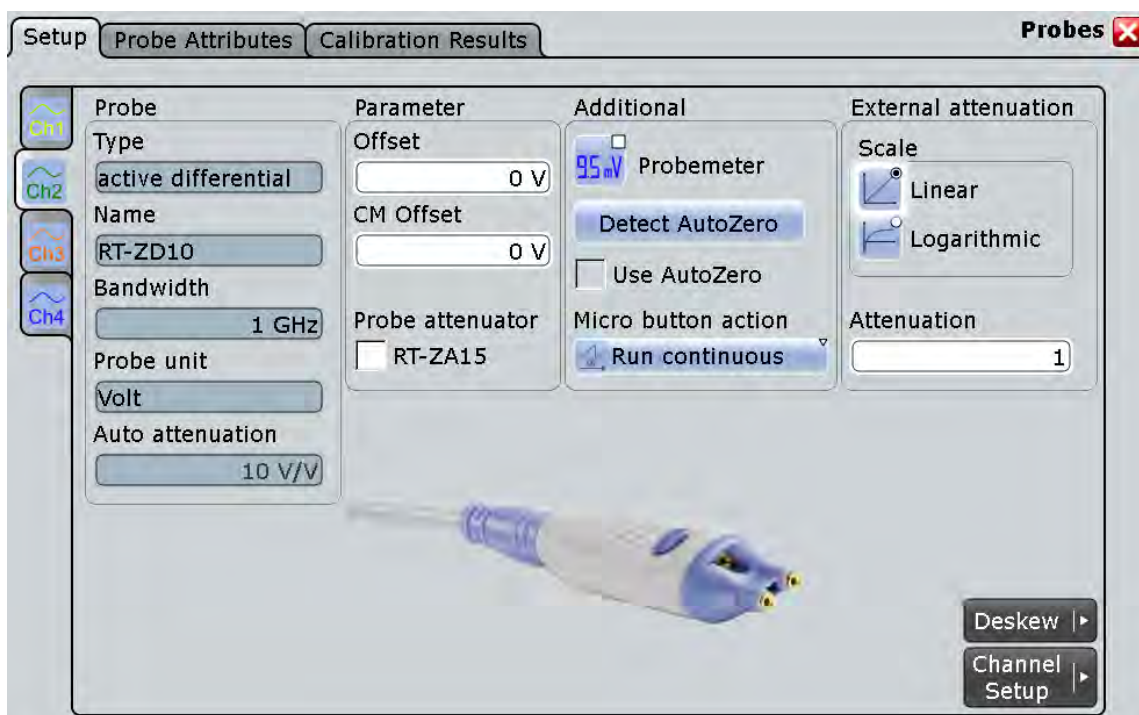 Setup
Probe Attributes
Calibration Results
Probes
Ch1
Ch2
Ch3
Ch4
Probe
Type
active differential
Name
RT-ZD10
Bandwidth
1 GHz
Probe unit
Volt
Auto attenuation
10 V/V
Parameter
Offset
0 V
CM Offset
0 V
Probe attenuator
RT-ZA15
Additional
9.5 mV
Probemeter
Detect AutoZero
Use AutoZero
Micro button action
Run continuous
External attenuation
Scale
Linear
Logarithmic
Attenuation
1
Deskew
Channel
Setup